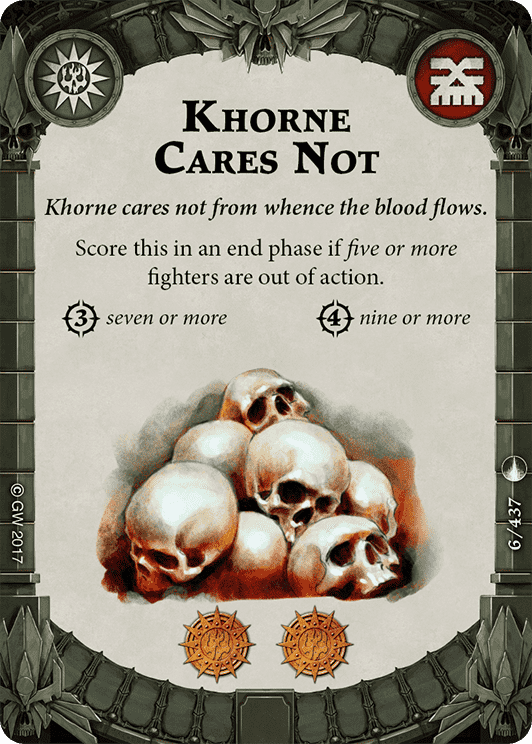 KHORNE
CARES NOT
Khorne cares not from whence the blood flows.
Score this in an end phase if five or more
fighters are out of action.
3 seven or more
4 nine or more
© GW 2017
6/437